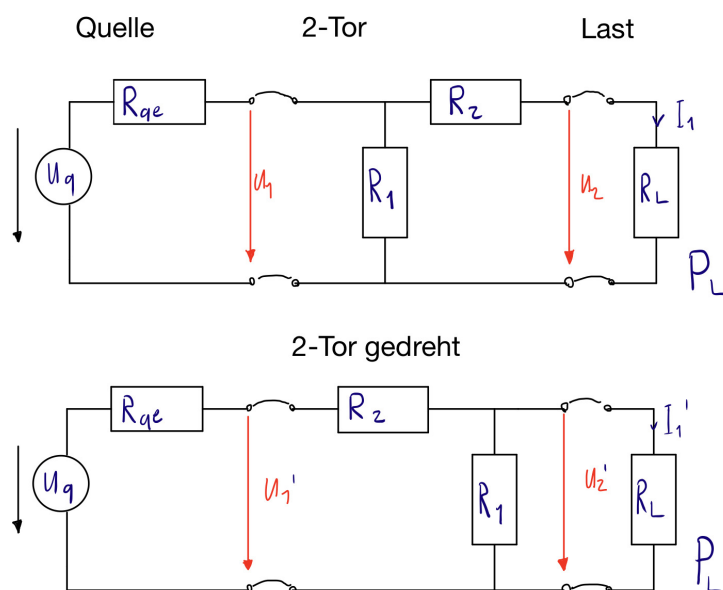 Quelle 2-Tor Last
Rqe R2 I1
Uq U1 R1 U2 RL
PL
2-Tor gedreht
Rqe R2 I1'
Uq U1' R1 U2' RL
PL